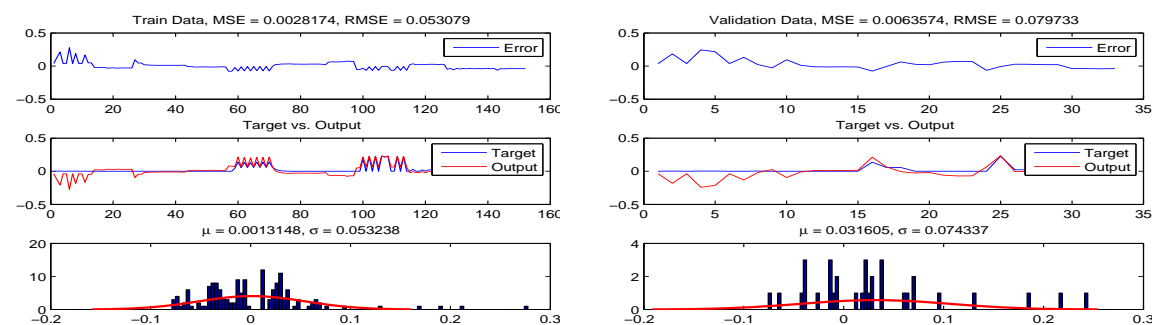 Train Data, MSE = 0.0028174, RMSE = 0.053079
0.5
0
−0.5
Error
0 20 40 60 80 100 120 140 160
Target vs. Output
0.5
0
−0.5
Target
Output
0 20 40 60 80 100 120 140 160
μ = 0.0013148, σ = 0.053238
20
10
0
−0.2 −0.1 0 0.1 0.2 0.3
Validation Data, MSE = 0.0063574, RMSE = 0.079733
0.5
0
−0.5
Error
0 5 10 15 20 25 30 35
Target vs. Output
0.5
0
−0.5
Target
Output
0 5 10 15 20 25 30 35
μ = 0.031605, σ = 0.074337
4
2
0
−0.2 −0.1 0 0.1 0.2 0.3